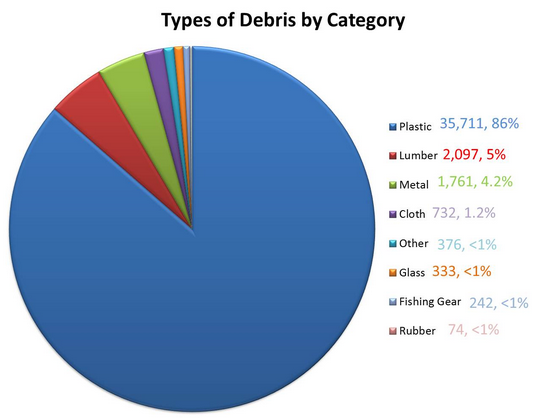 Types of Debris by Category
Plastic 35,711, 86%
Lumber 2,097, 5%
Metal 1,761, 4.2%
Cloth 732, 1.2%
Other 376, <1%
Glass 333, <1%
Fishing Gear 242, <1%
Rubber 74, <1%